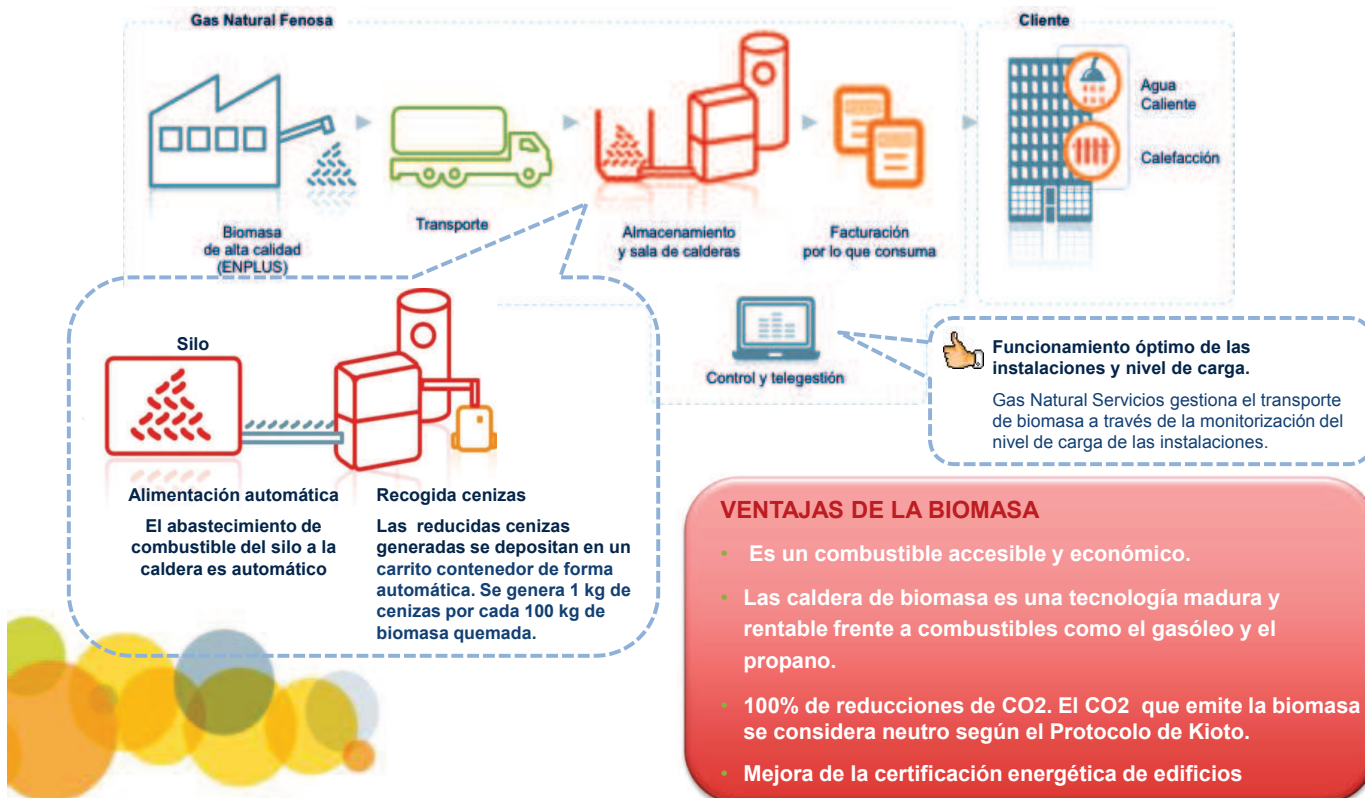 Gas Natural Fenosa
Cliente
Agua
Caliente
Calefacción
Biomasa
de alta calidad
(ENPLUS)
Transporte
Almacenamiento
y sala de calderas
Facturación
por lo que consuma
Control y telegestión
Funcionamiento óptimo de las
instalaciones y nivel de carga.
Gas Natural Servicios gestiona el transporte
de biomasa a través de la monitorización del
nivel de carga de las instalaciones.
Silo
Alimentación automática
El abastecimiento de
combustible del silo a la
caldera es automático
Recogida cenizas
Las reducidas cenizas
generadas se depositan en un
carrito contenedor de forma
automática. Se genera 1 kg de
cenizas por cada 100 kg de
biomasa quemada.
VENTAJAS DE LA BIOMASA
• Es un combustible accesible y económico.
• Las caldera de biomasa es una tecnología madura y
rentable frente a combustibles como el gasóleo y el
propano.
• 100% de reducciones de CO2. El CO2 que emite la biomasa
se considera neutro según el Protocolo de Kioto.
• Mejora de la certificación energética de edificios